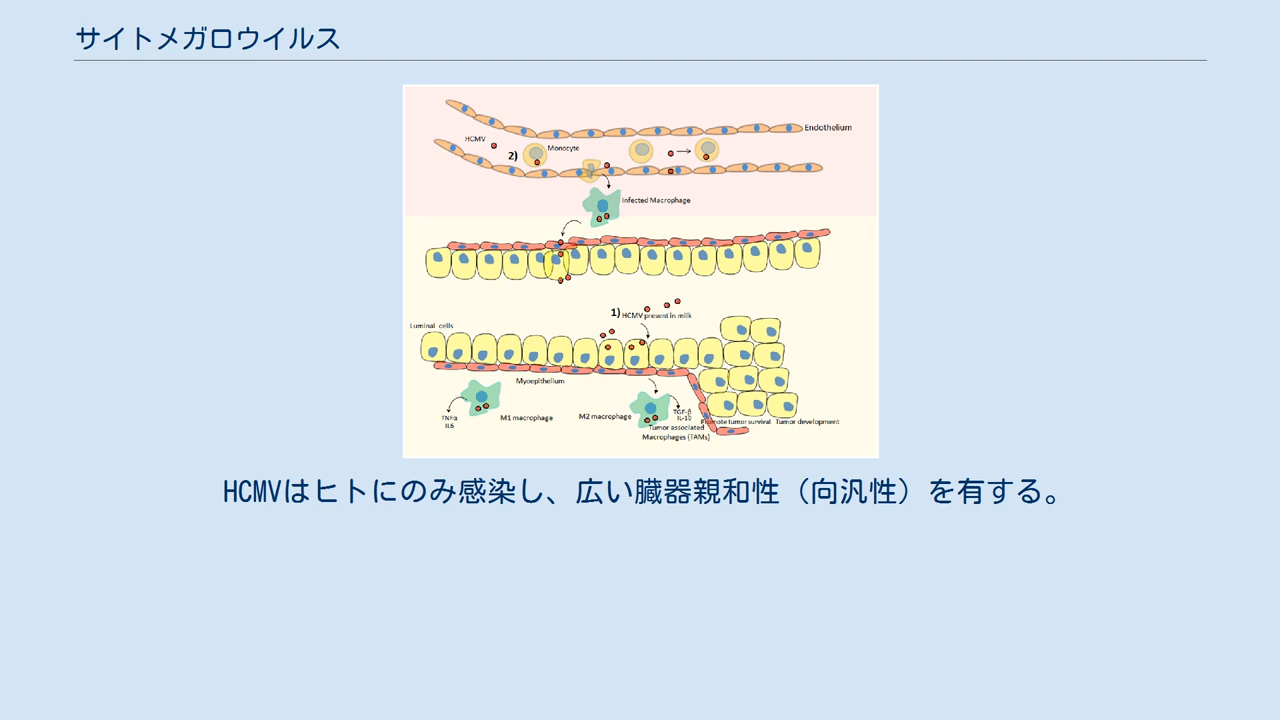 サイトメガロウイルス
Endothelium
HCMV
2)
Monocyte
Infected Macrophage
1)
HCMV present in milk
Luminal cells
Myoepithelium
TNFα
IL6
M1 macrophage
M2 macrophage
TGF-β
IL-10
Tumor associated
Macrophages (TAMs)
Promote tumor survival
Tumor development
HCMVはヒトにのみ感染し、広い臓器親和性（向汎性）を有する。